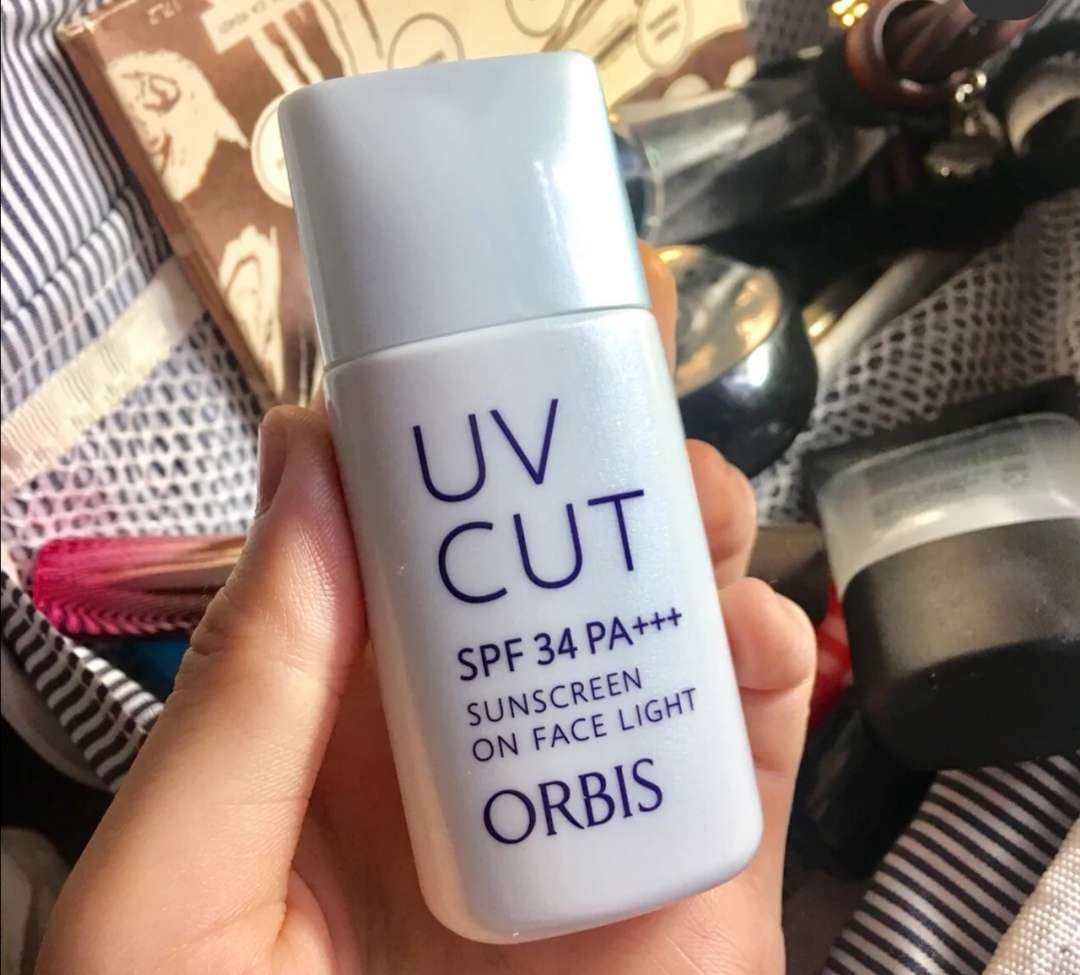 UV
CUT
SPF 34 PA+++
SUNSCREEN
ON FACE LIGHT
ORBIS